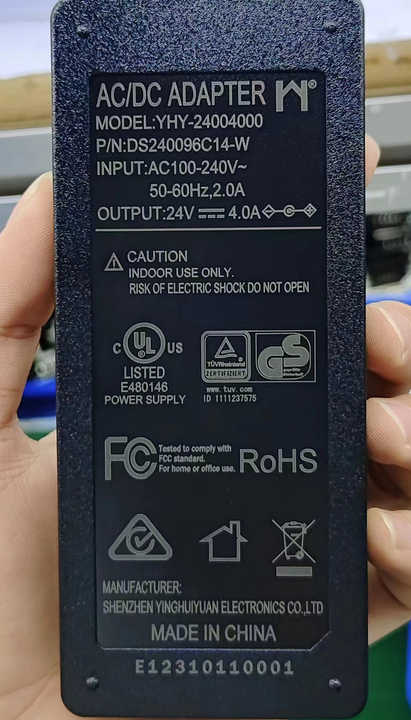 AC/DC ADAPTER
MODEL:YHY-24004000
P/N:DS240096C14-W
INPUT:AC100-240V~
50-60Hz,2.0A
OUTPUT:24V⎓4.0A
CAUTION
INDOOR USE ONLY.
RISK OF ELECTRIC SHOCK DO NOT OPEN
C UL US
LISTED
E480146
POWER SUPPLY
TÜVRheinland
CERTIFIED
www.tuv.com
ID 1111237575
GS
FC
Tested to comply with
FCC standard.
For home or office use.
RoHS
MANUFACTURER:
SHENZHEN YINGHUIYUAN ELECTRONICS CO.,LTD
MADE IN CHINA
E12310110001